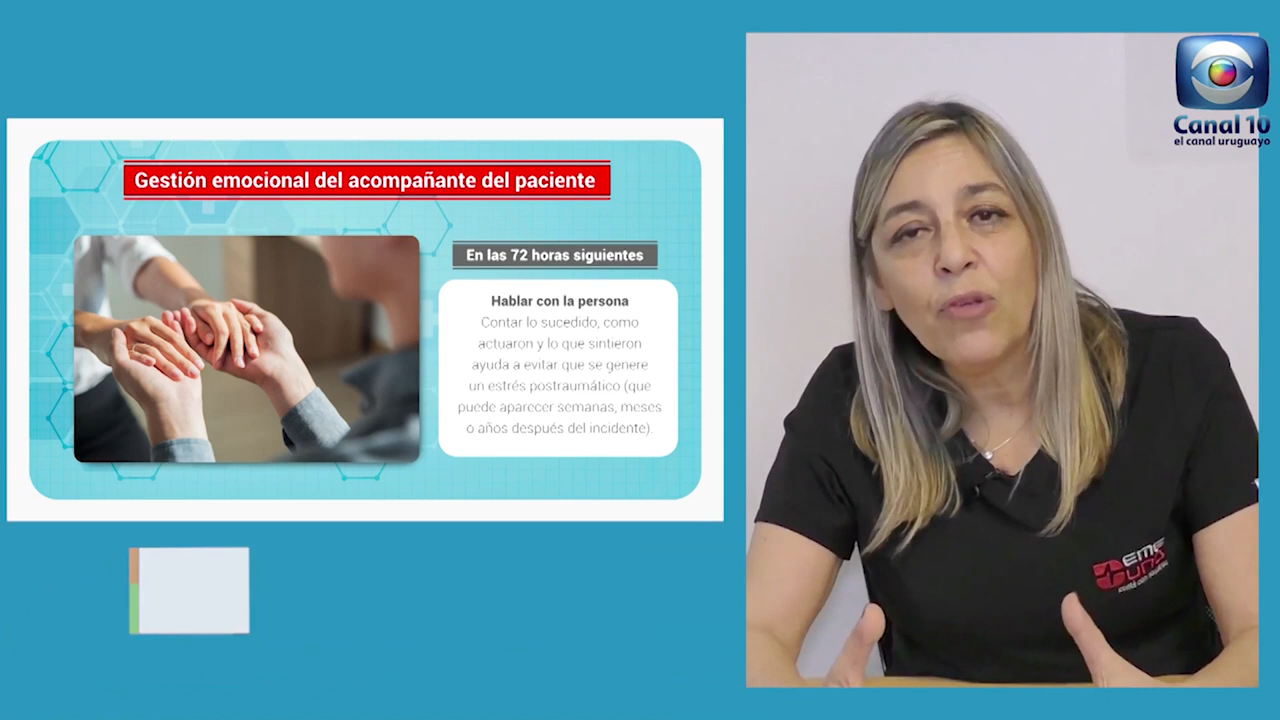 Canal 10
el canal uruguayo
Gestión emocional del acompañante del paciente
En las 72 horas siguientes
Hablar con la persona
Contar lo sucedido, como
actuaron y lo que sintieron
ayuda a evitar que se genere
un estrés postraumático (que
puede aparecer semanas, meses
o años después del incidente).
EME
UNO